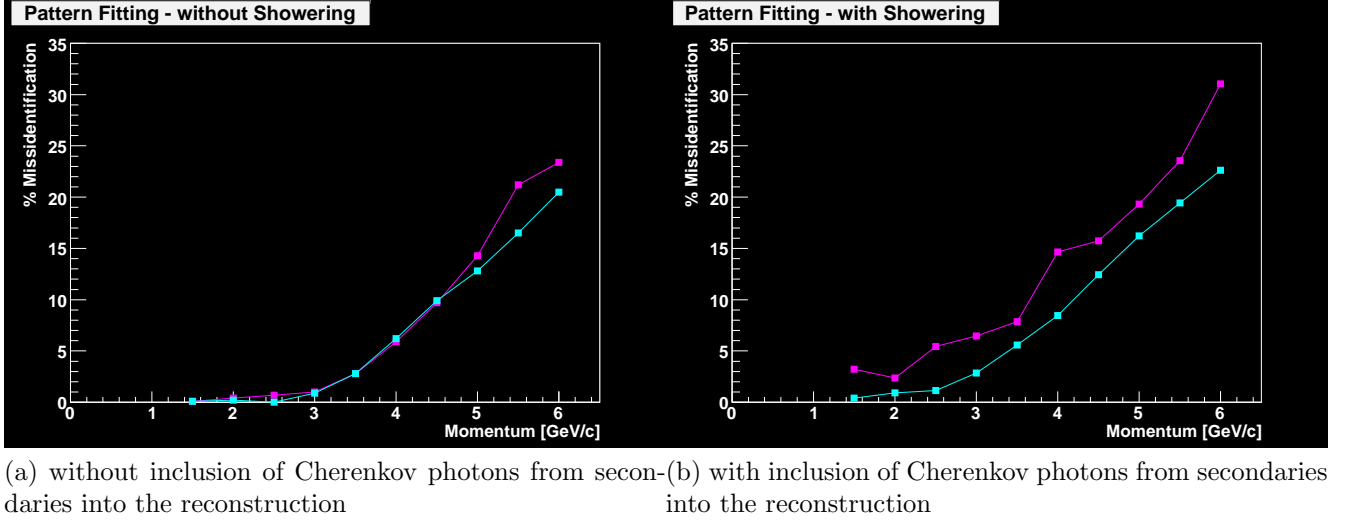 Pattern Fitting - without Showering
% Missidentification
35
30
25
20
15
10
5
0
0 1 2 3 4 5 6
Momentum [GeV/c]
Pattern Fitting - with Showering
% Missidentification
35
30
25
20
15
10
5
0
0 1 2 3 4 5 6
Momentum [GeV/c]
(a) without inclusion of Cherenkov photons from secon-
daries into the reconstruction
(b) with inclusion of Cherenkov photons from secondaries
into the reconstruction